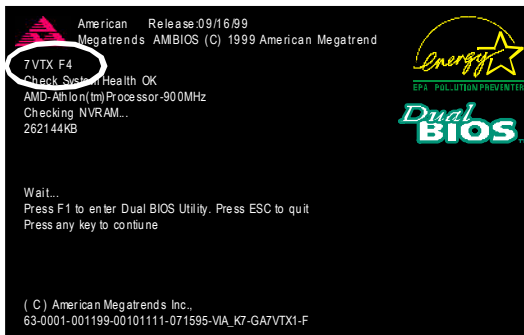 American Release:09/16/99
Megatrends AMIBIOS (C) 1999 American Megatrend
7VTX F4
Check System Health OK
AMD-Athlon(tm)Processor-900MHz
Checking NVRAM...
262144KB
energy
EPA POLLUTION PREVENTER
Dual
BIOS TM
Wait...
Press F1 to enter Dual BIOS Utility. Press ESC to quit
Press any key to contiune
( C ) American Megatrends Inc.,
63-0001-001199-00101111-071595-VIA_K7-GA7VTX1-F